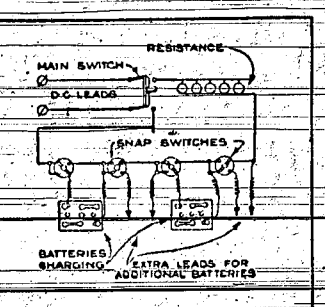 RESISTANCE
MAIN SWITCH
D.C. LEADS
SNAP SWITCHES
BATTERIES
CHARGING
EXTRA LEADS FOR
ADDITIONAL BATTERIES